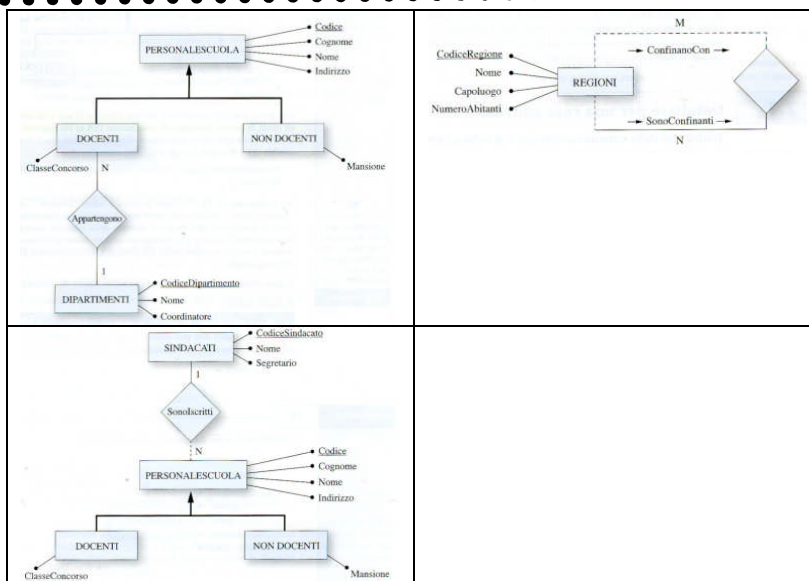 Codice
Cognome
PERSONALESCUOLA
Nome
Indirizzo
DOCENTI
NON DOCENTI
ClasseConcorso
N
Mansione
Appartengono
1
CodiceDipartimento
DIPARTIMENTI
Nome
Coordinatore
M
CodiceRegione
ConfinanoCon
Nome
REGIONI
Capoluogo
NumeroAbitanti
SonoConfinanti
N
CodiceSindacato
SINDACATI
Nome
Segretario
1
SonoIscritti
N
Codice
Cognome
PERSONALESCUOLA
Nome
Indirizzo
DOCENTI
NON DOCENTI
ClasseConcorso
Mansione